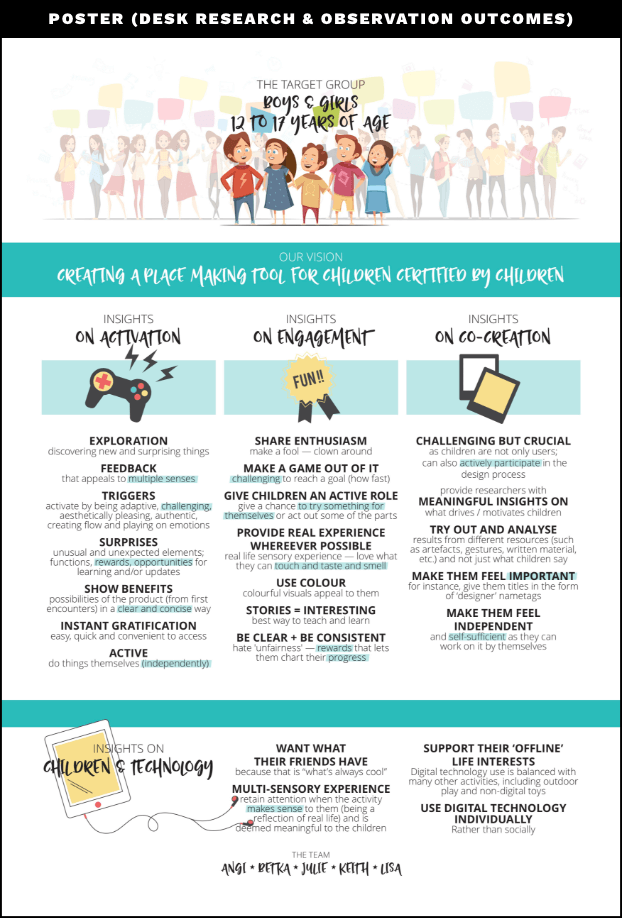 POSTER (DESK RESEARCH & OBSERVATION OUTCOMES)
THE TARGET GROUP
BOYS & GIRLS
12 TO 17 YEARS OF AGE
OUR VISION
CREATING A PLACE MAKING TOOL FOR CHILDREN CERTIFIED BY CHILDREN
INSIGHTS
ON ACTIVATION
EXPLORATION
discovering new and surprising things
FEEDBACK
that appeals to multiple senses
TRIGGERS
activate by being adaptive, challenging,
aesthetically pleasing, authentic,
creating flow and playing on emotions
SURPRISES
unusual and unexpected elements;
functions, rewards, opportunities for
learning and/or updates
SHOW BENEFITS
possibilities of the product (from first
encounters) in a clear and concise way
INSTANT GRATIFICATION
easy, quick and convenient to access
ACTIVE
do things themselves (independently)
INSIGHTS
ON ENGAGEMENT
FUN!!
SHARE ENTHUSIASM
make a fool — clown around
MAKE A GAME OUT OF IT
challenging to reach a goal (how fast)
GIVE CHILDREN AN ACTIVE ROLE
give a chance to try something for
themselves or act out some of the parts
PROVIDE REAL EXPERIENCE
WHEREEVER POSSIBLE
real life sensory experience — love what
they can touch and taste and smell
USE COLOUR
colourful visuals appeal to them
STORIES = INTERESTING
best way to teach and learn
BE CLEAR + BE CONSISTENT
hate 'unfairness' — rewards that lets
them chart their progress
INSIGHTS
ON CO-CREATION
CHALLENGING BUT CRUCIAL
as children are not only users;
can also actively participate in the
design process
provide researchers with
MEANINGFUL INSIGHTS ON
what drives / motivates children
TRY OUT AND ANALYSE
results from different resources (such
as artefacts, gestures, written material,
etc.) and not just what children say
MAKE THEM FEEL IMPORTANT
for instance, give them titles in the form
of 'designer' nametags
MAKE THEM FEEL
INDEPENDENT
and self-sufficient as they can
work on it by themselves
INSIGHTS ON
CHILDREN & TECHNOLOGY
WANT WHAT
THEIR FRIENDS HAVE
because that is "what's always cool"
MULTI-SENSORY EXPERIENCE
retain attention when the activity
makes sense to them (being a
reflection of real life) and is
deemed meaningful to the children
SUPPORT THEIR 'OFFLINE'
LIFE INTERESTS
Digital technology use is balanced with
many other activities, including outdoor
play and non-digital toys
USE DIGITAL TECHNOLOGY
INDIVIDUALLY
Rather than socially
THE TEAM
ANGI * BETKA * JULIE * KEITH * LISA